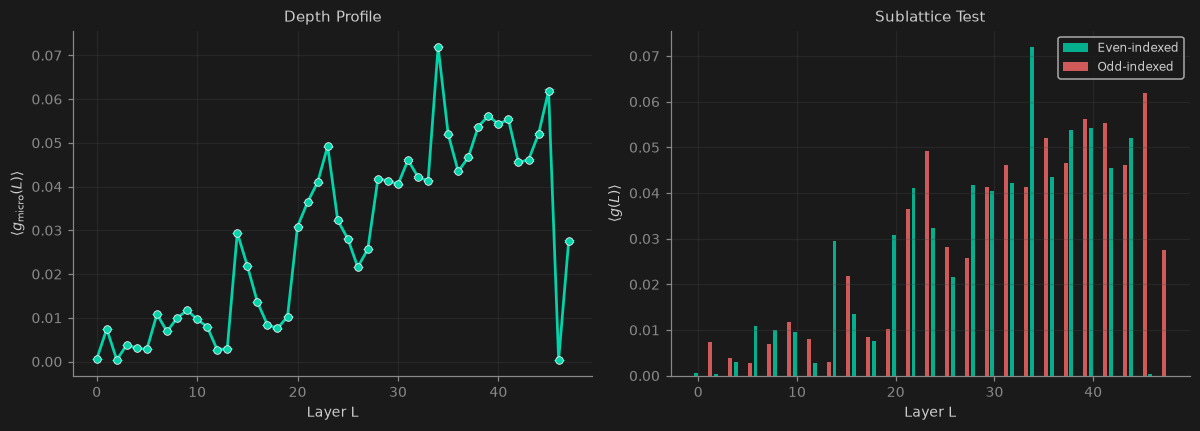 Depth Profile
⟨g_micro(L)⟩
0.07
0.06
0.05
0.04
0.03
0.02
0.01
0.00
0 10 20 30 40
Layer L
Sublattice Test
⟨g(L)⟩
0.07
0.06
0.05
0.04
0.03
0.02
0.01
0.00
Even-indexed
Odd-indexed
0 10 20 30 40
Layer L